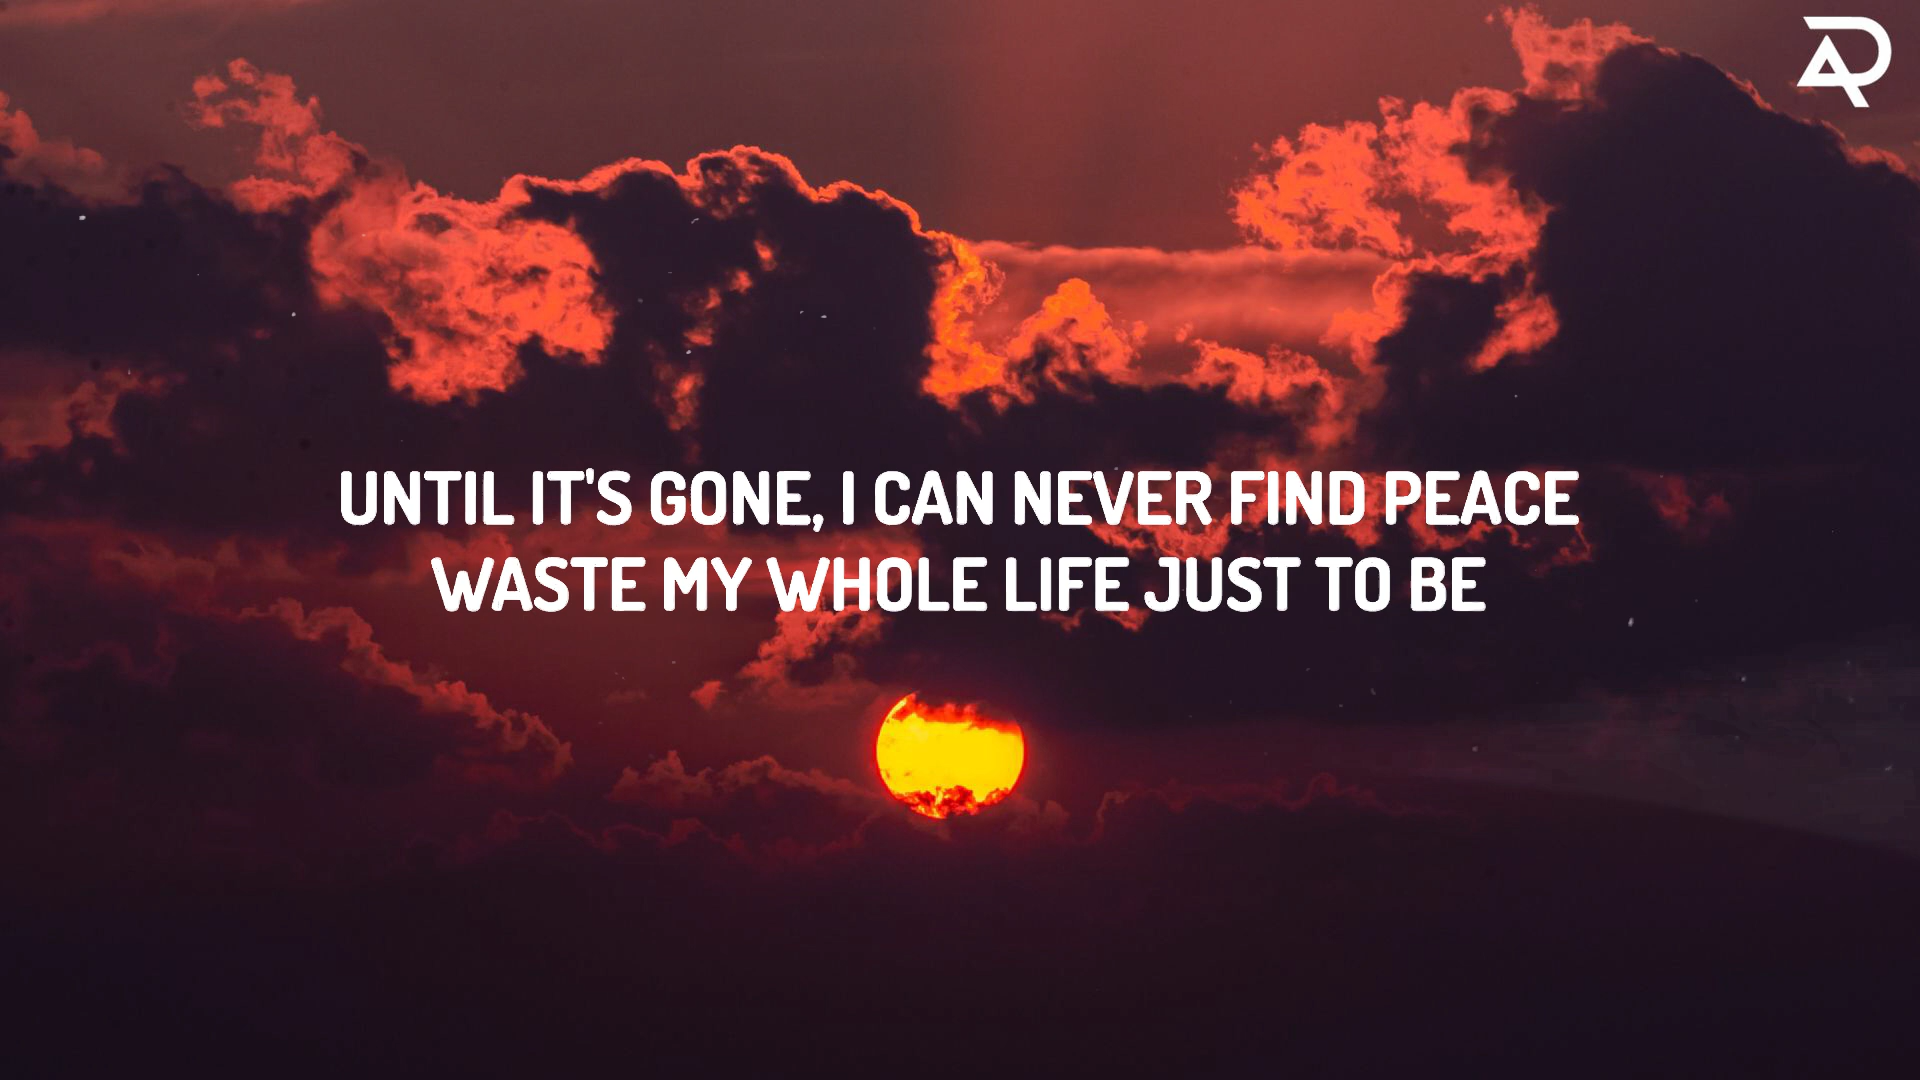 UNTIL IT'S GONE, I CAN NEVER FIND PEACE
WASTE MY WHOLE LIFE JUST TO BE